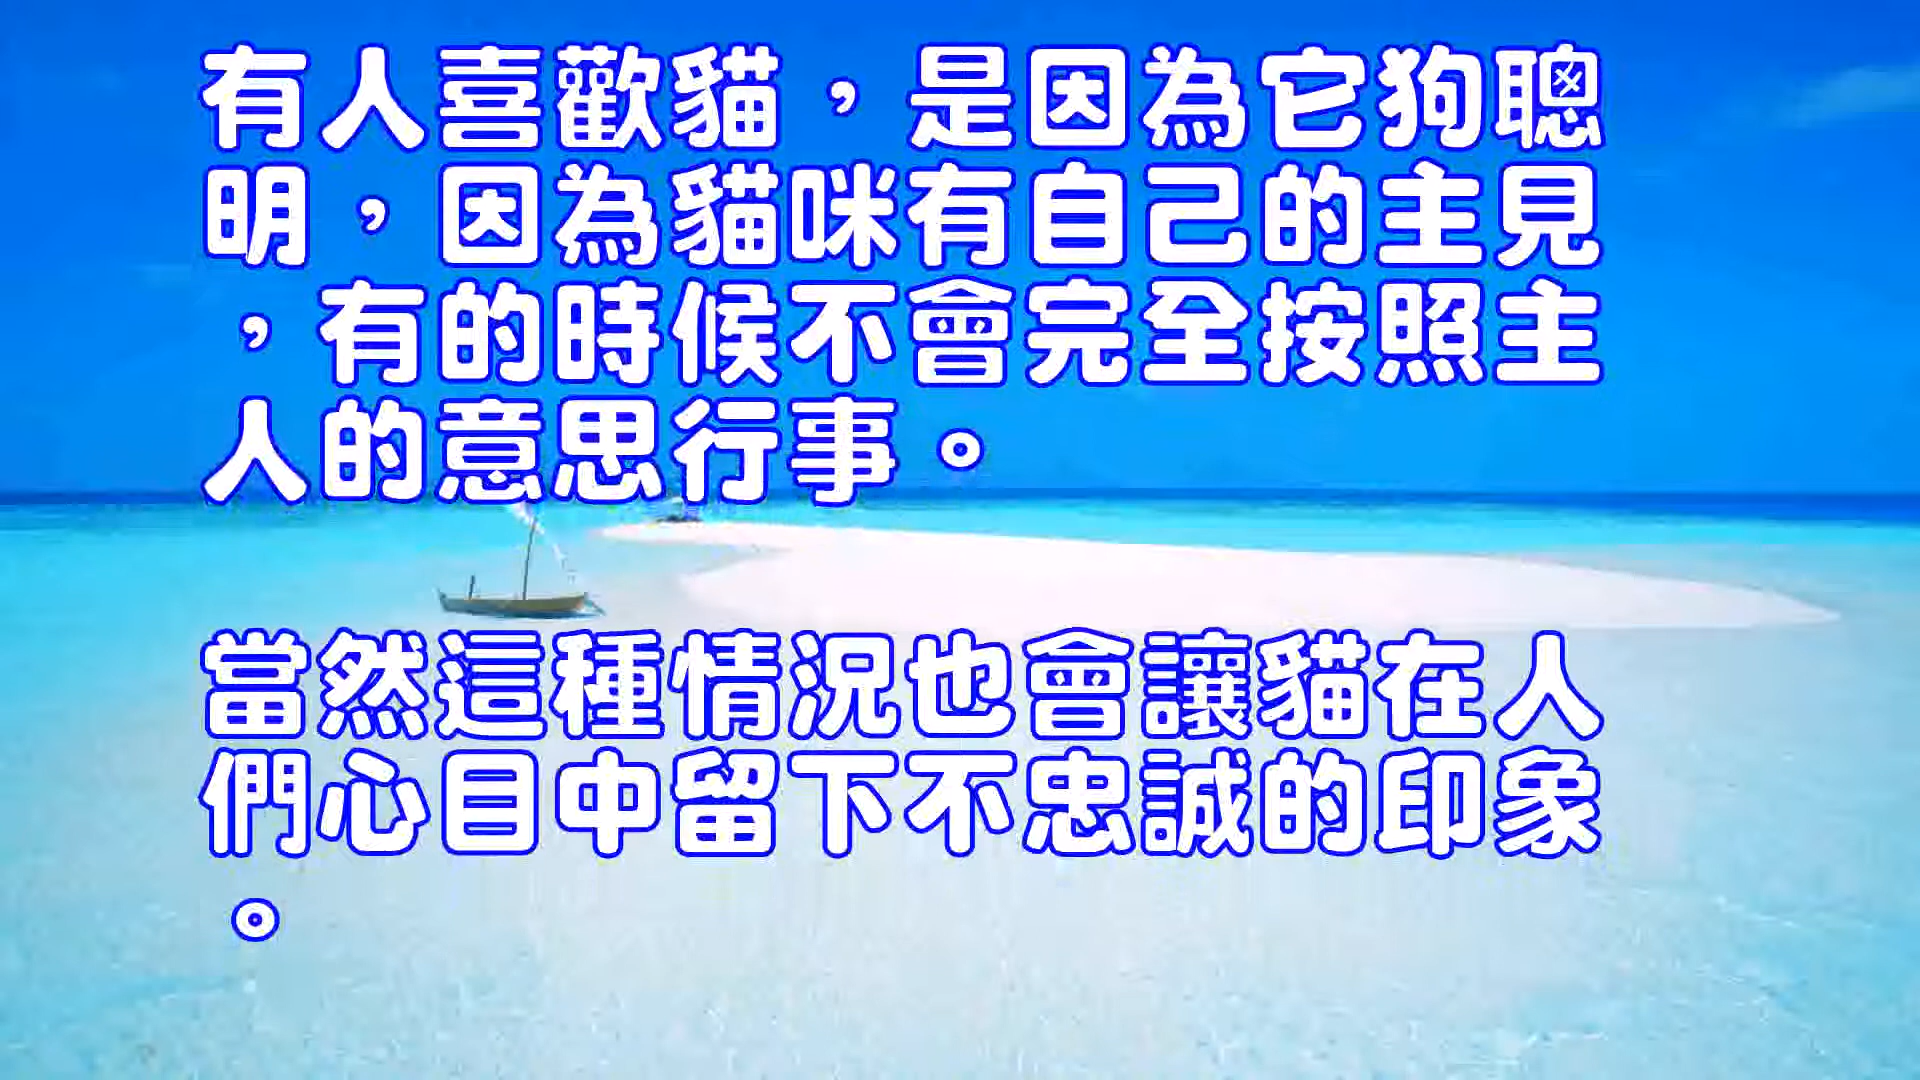 有人喜歡貓，是因為它狗聰
明，因為貓咪有自己的主見
，有的時候不會完全按照主
人的意思行事。
當然這種情況也會讓貓在人
們心目中留下不忠誠的印象
。